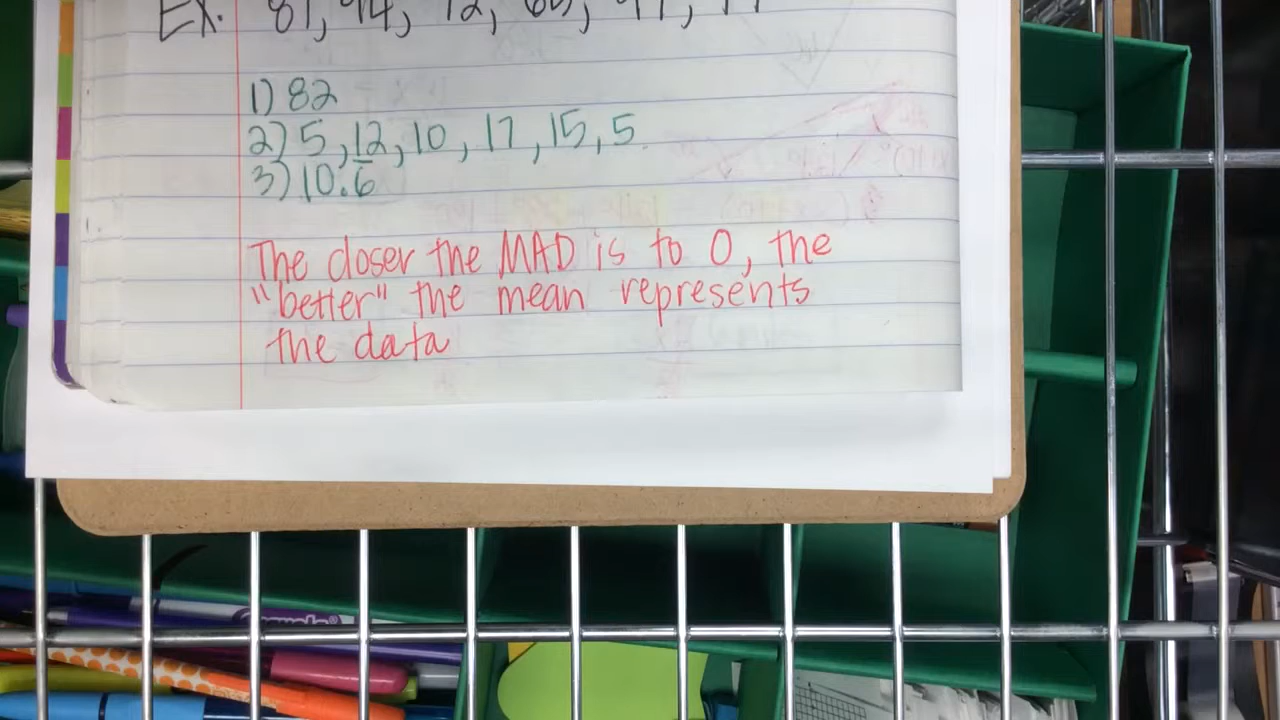 Ex.
1) 82
2) 5, 12, 10, 17, 15, 5
3) 10.6̅
The closer the MAD is to 0, the
"better" the mean represents
the data